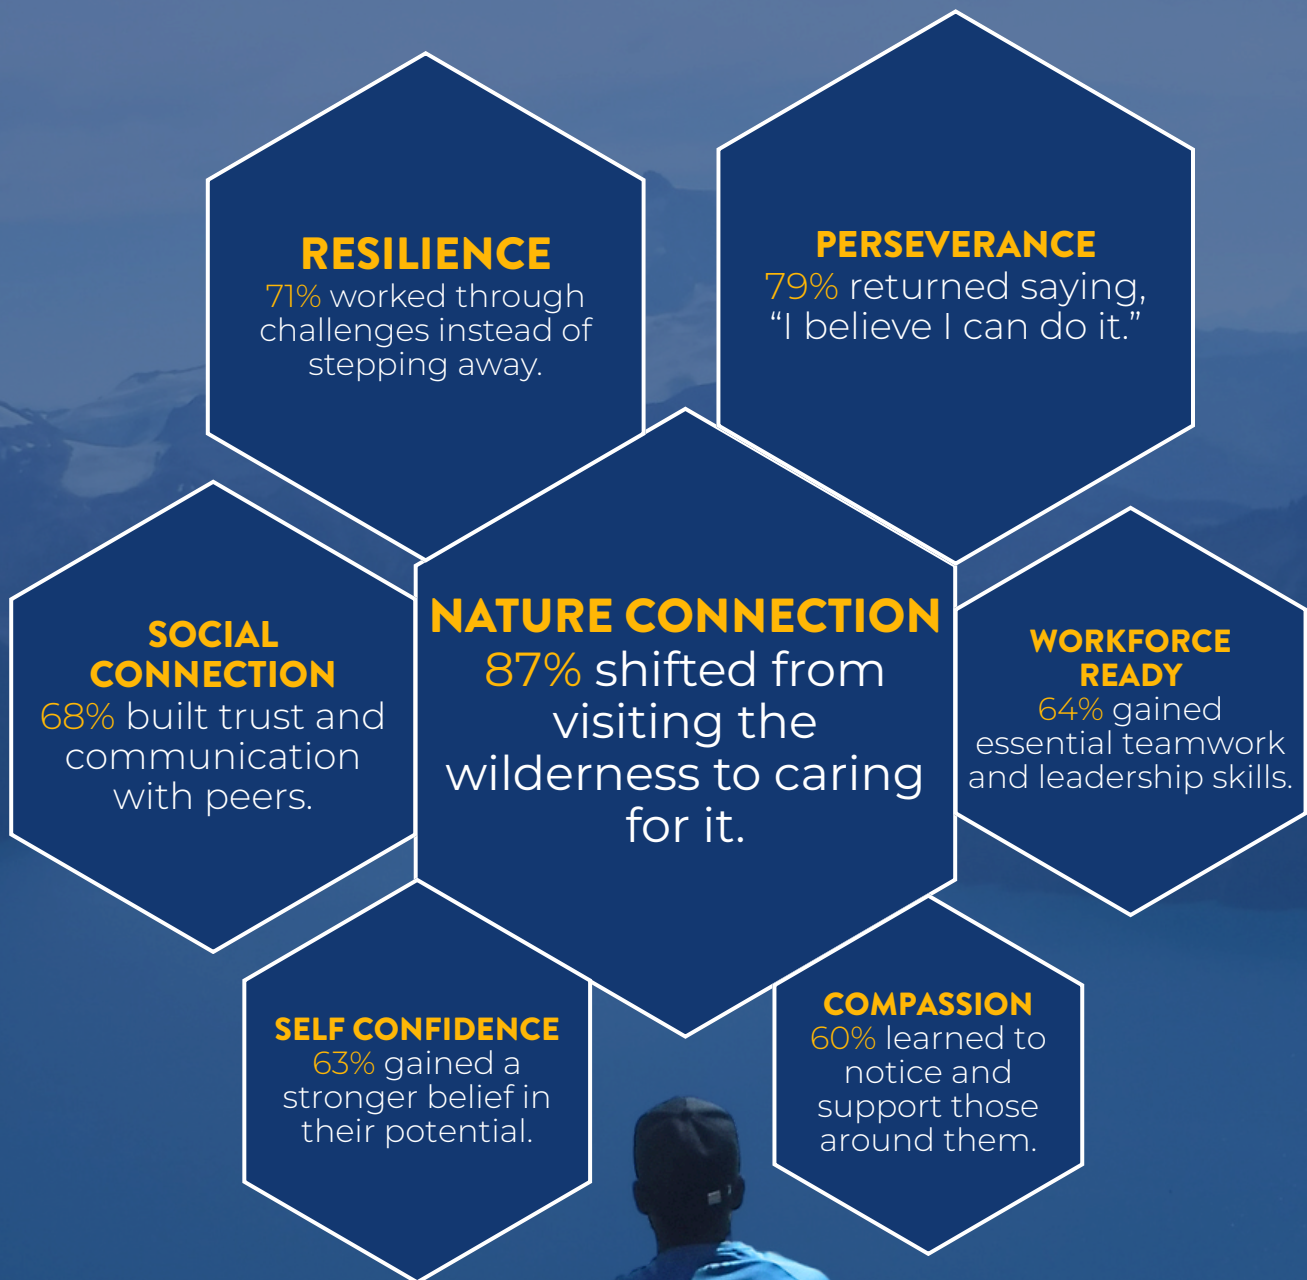 RESILIENCE
71% worked through
challenges instead of
stepping away.
PERSEVERANCE
79% returned saying,
“I believe I can do it.”
SOCIAL
CONNECTION
68% built trust and
communication
with peers.
NATURE CONNECTION
87% shifted from
visiting the
wilderness to caring
for it.
WORKFORCE
READY
64% gained
essential teamwork
and leadership skills.
SELF CONFIDENCE
63% gained a
stronger belief in
their potential.
COMPASSION
60% learned to
notice and
support those
around them.